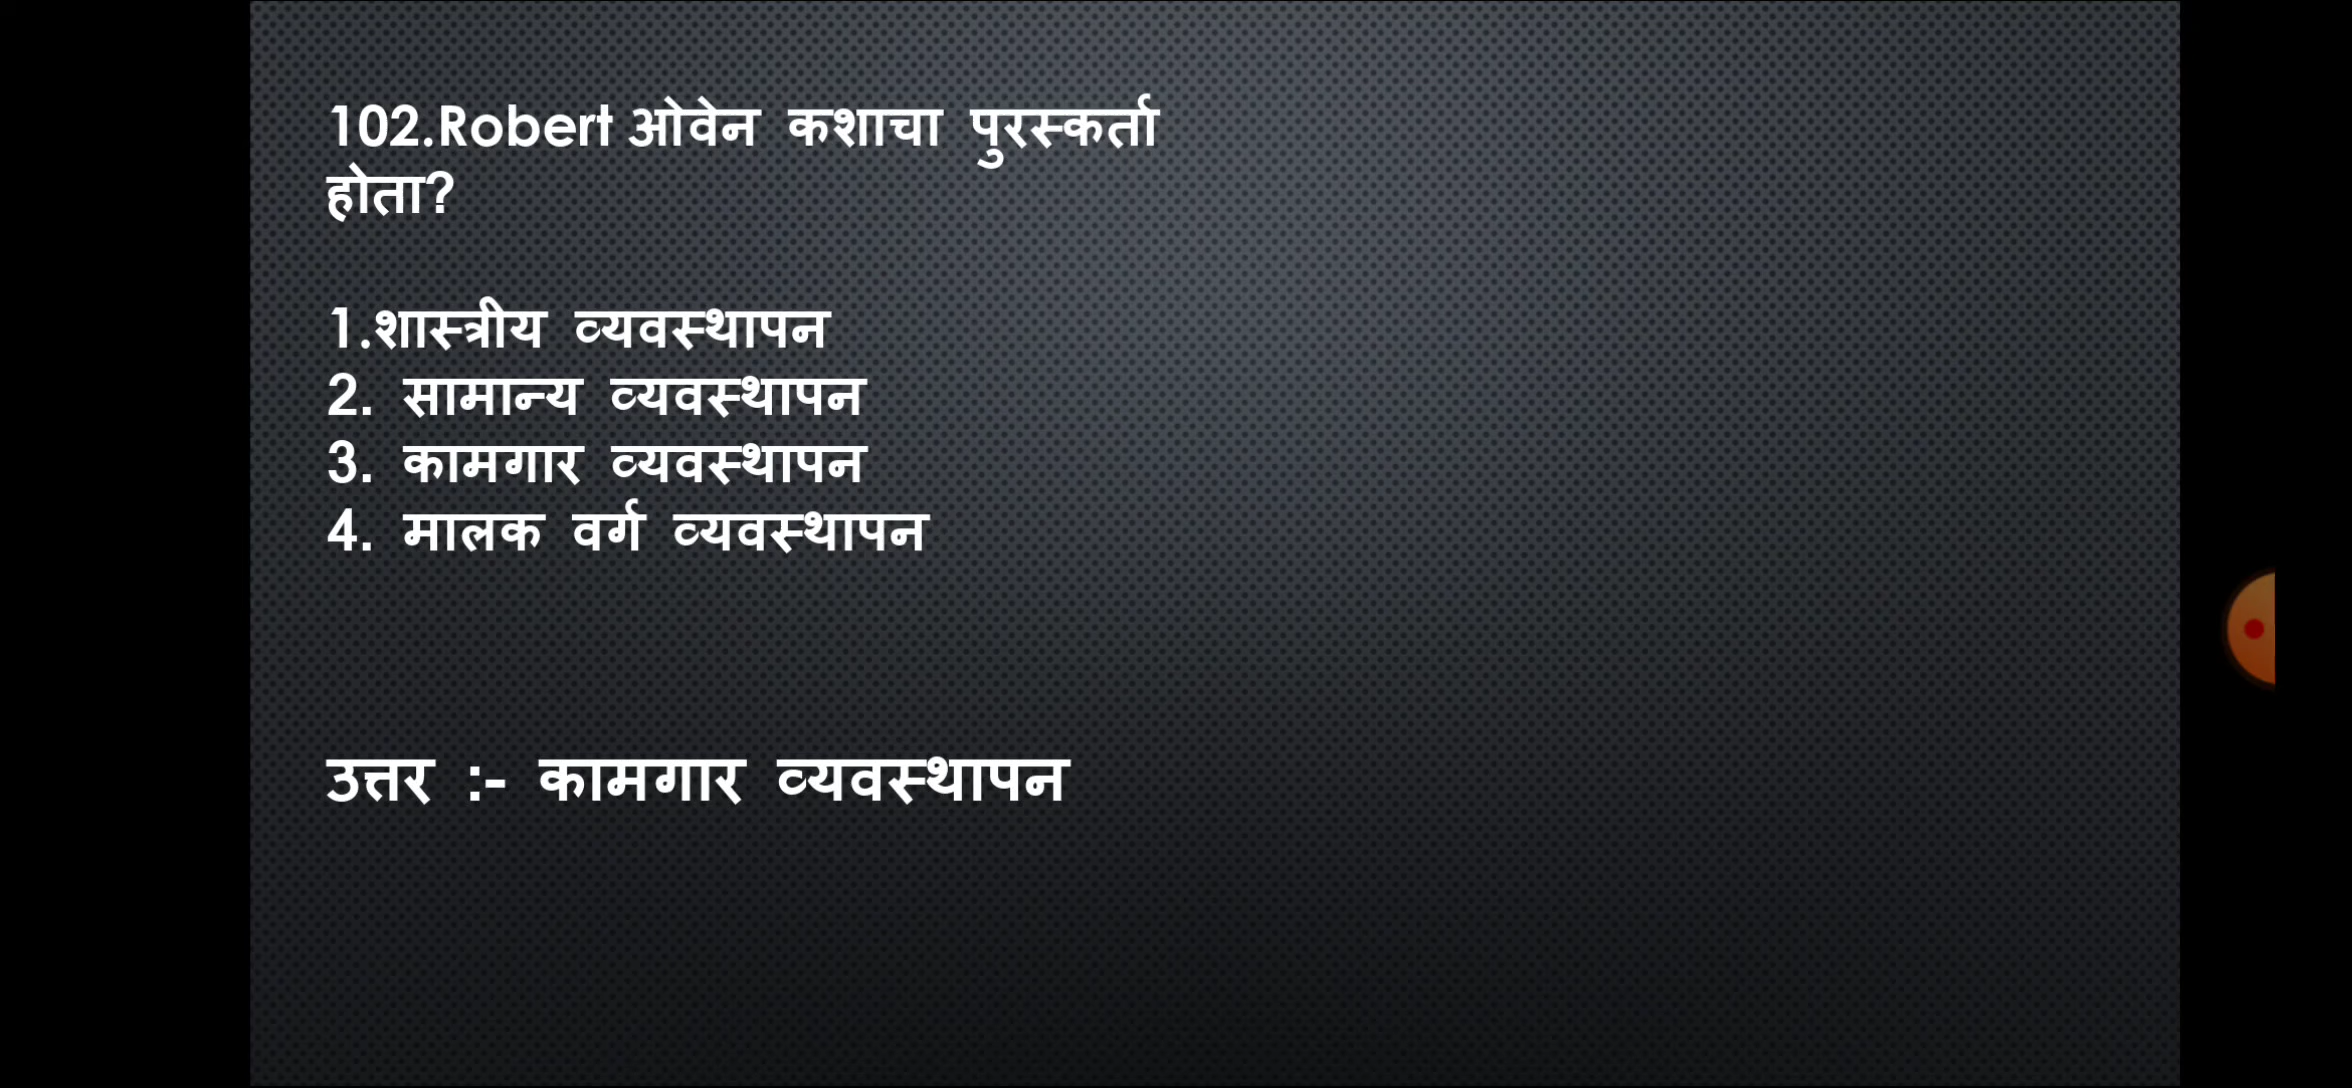 102.Robert ओवेन कशाचा पुरस्कर्ता
होता?
1.शास्त्रीय व्यवस्थापन
2. सामान्य व्यवस्थापन
3. कामगार व्यवस्थापन
4. मालक वर्ग व्यवस्थापन
उत्तर :- कामगार व्यवस्थापन